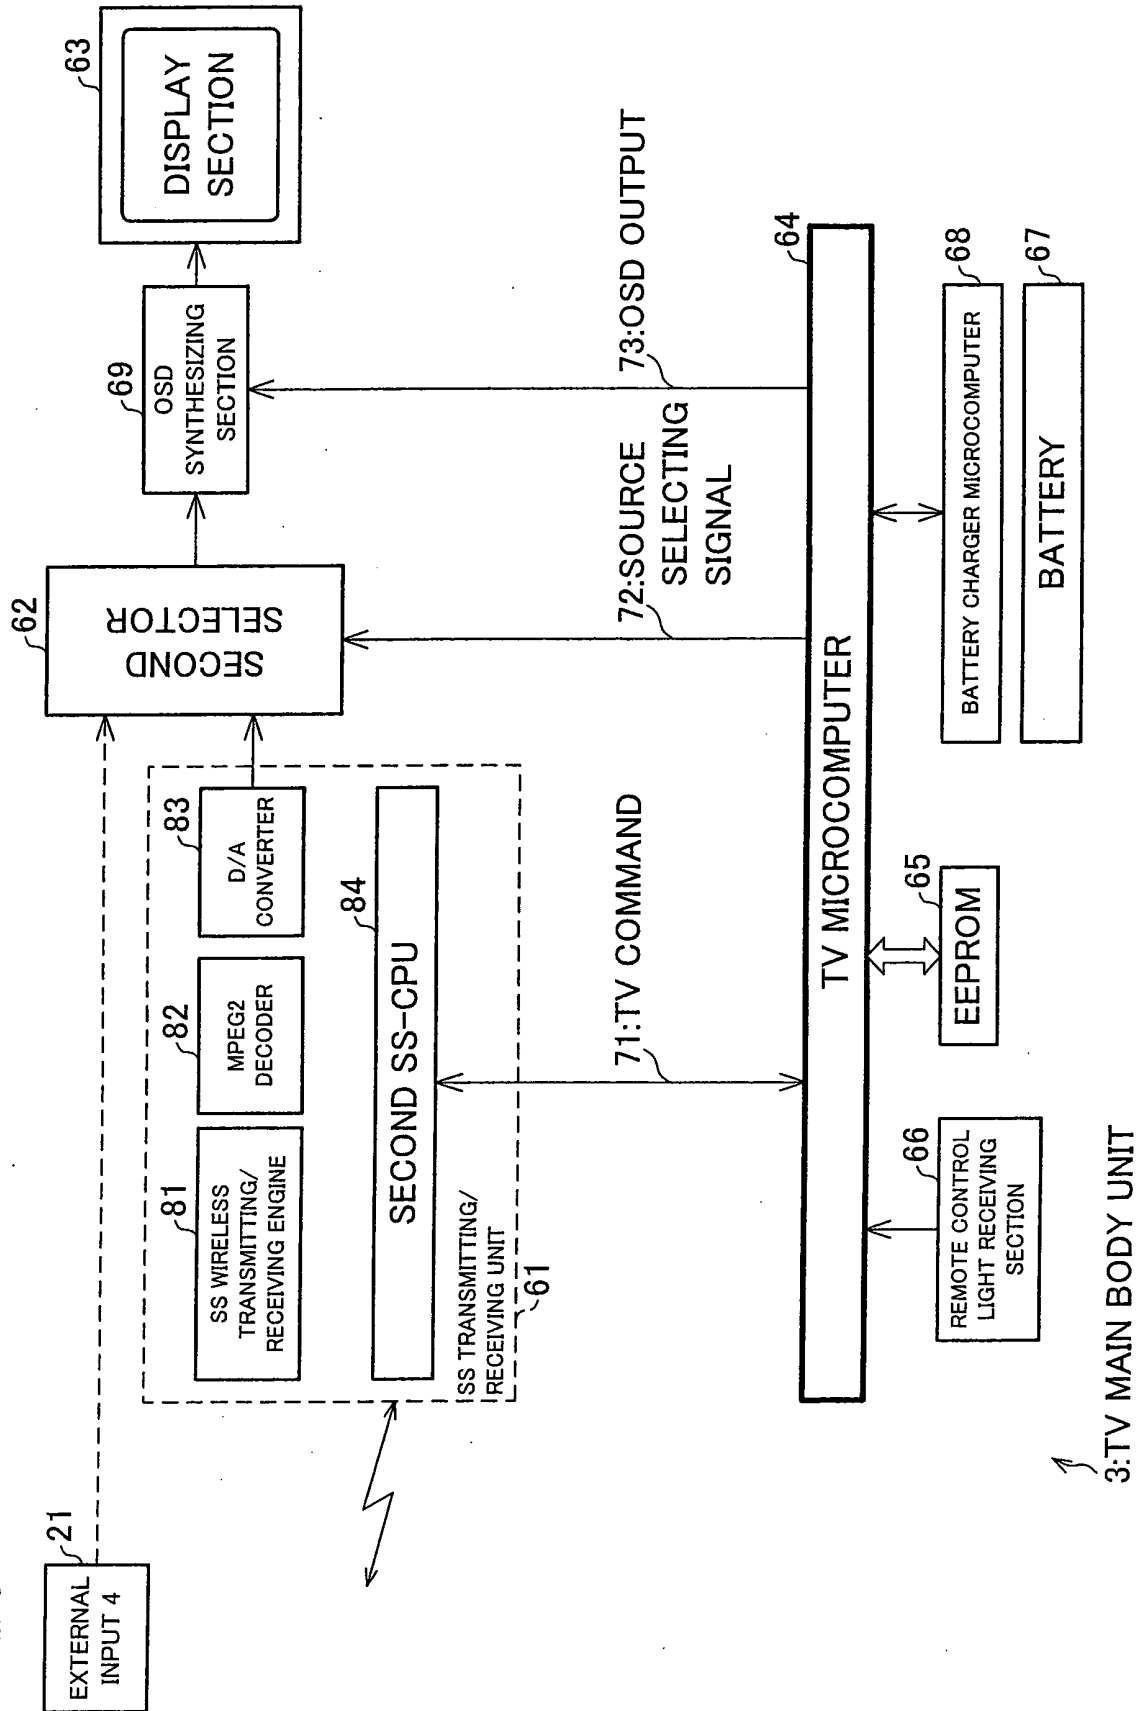 21
EXTERNAL
INPUT 4
81
SS WIRELESS
TRANSMITTING/
RECEIVING ENGINE
82
MPEG2
DECODER
83
D/A
CONVERTER
84
SECOND SS-CPU
SS TRANSMITTING/
RECEIVING UNIT
61
62
SECOND
SELECTOR
69
OSD
SYNTHESIZING
SECTION
63
DISPLAY
SECTION
71:TV COMMAND
72:SOURCE
SELECTING
SIGNAL
73:OSD OUTPUT
64
TV MICROCOMPUTER
66
REMOTE CONTROL
LIGHT RECEIVING
SECTION
65
EEPROM
68
BATTERY CHARGER MICROCOMPUTER
67
BATTERY
3:TV MAIN BODY UNIT